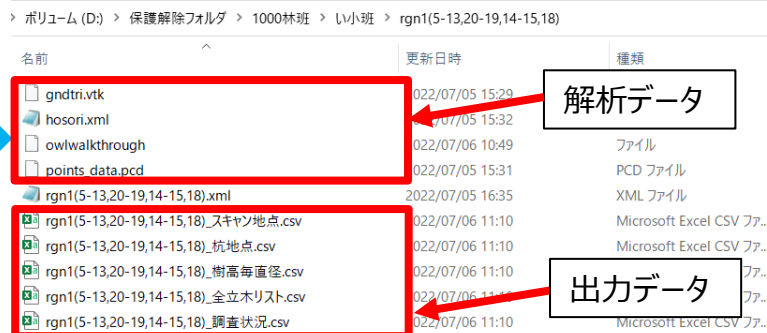 › ボリューム (D:) › 保護解除フォルダ › 1000林班 › い小班 › rgn1(5-13,20-19,14-15,18)
名前 更新日時 種類
gndtri.vtk 2022/07/05 15:29
hosori.xml 2022/07/05 15:32
owlwalkthrough 2022/07/06 10:49 ファイル
points_data.pcd 2022/07/05 15:31 PCD ファイル
rgn1(5-13,20-19,14-15,18).xml 2022/07/05 16:35 XML ファイル
rgn1(5-13,20-19,14-15,18)_スキャン地点.csv 2022/07/06 11:10 Microsoft Excel CSV ファ...
rgn1(5-13,20-19,14-15,18)_杭地点.csv 2022/07/06 11:10 Microsoft Excel CSV ファ...
rgn1(5-13,20-19,14-15,18)_樹高毎直径.csv 2022/07/06 11:10 ファ...
rgn1(5-13,20-19,14-15,18)_全立木リスト.csv 2022/07/06 ファ...
rgn1(5-13,20-19,14-15,18)_調査状況.csv 2022/07/06 11:10 Microsoft Excel CSV ファ...
解析データ
出力データ